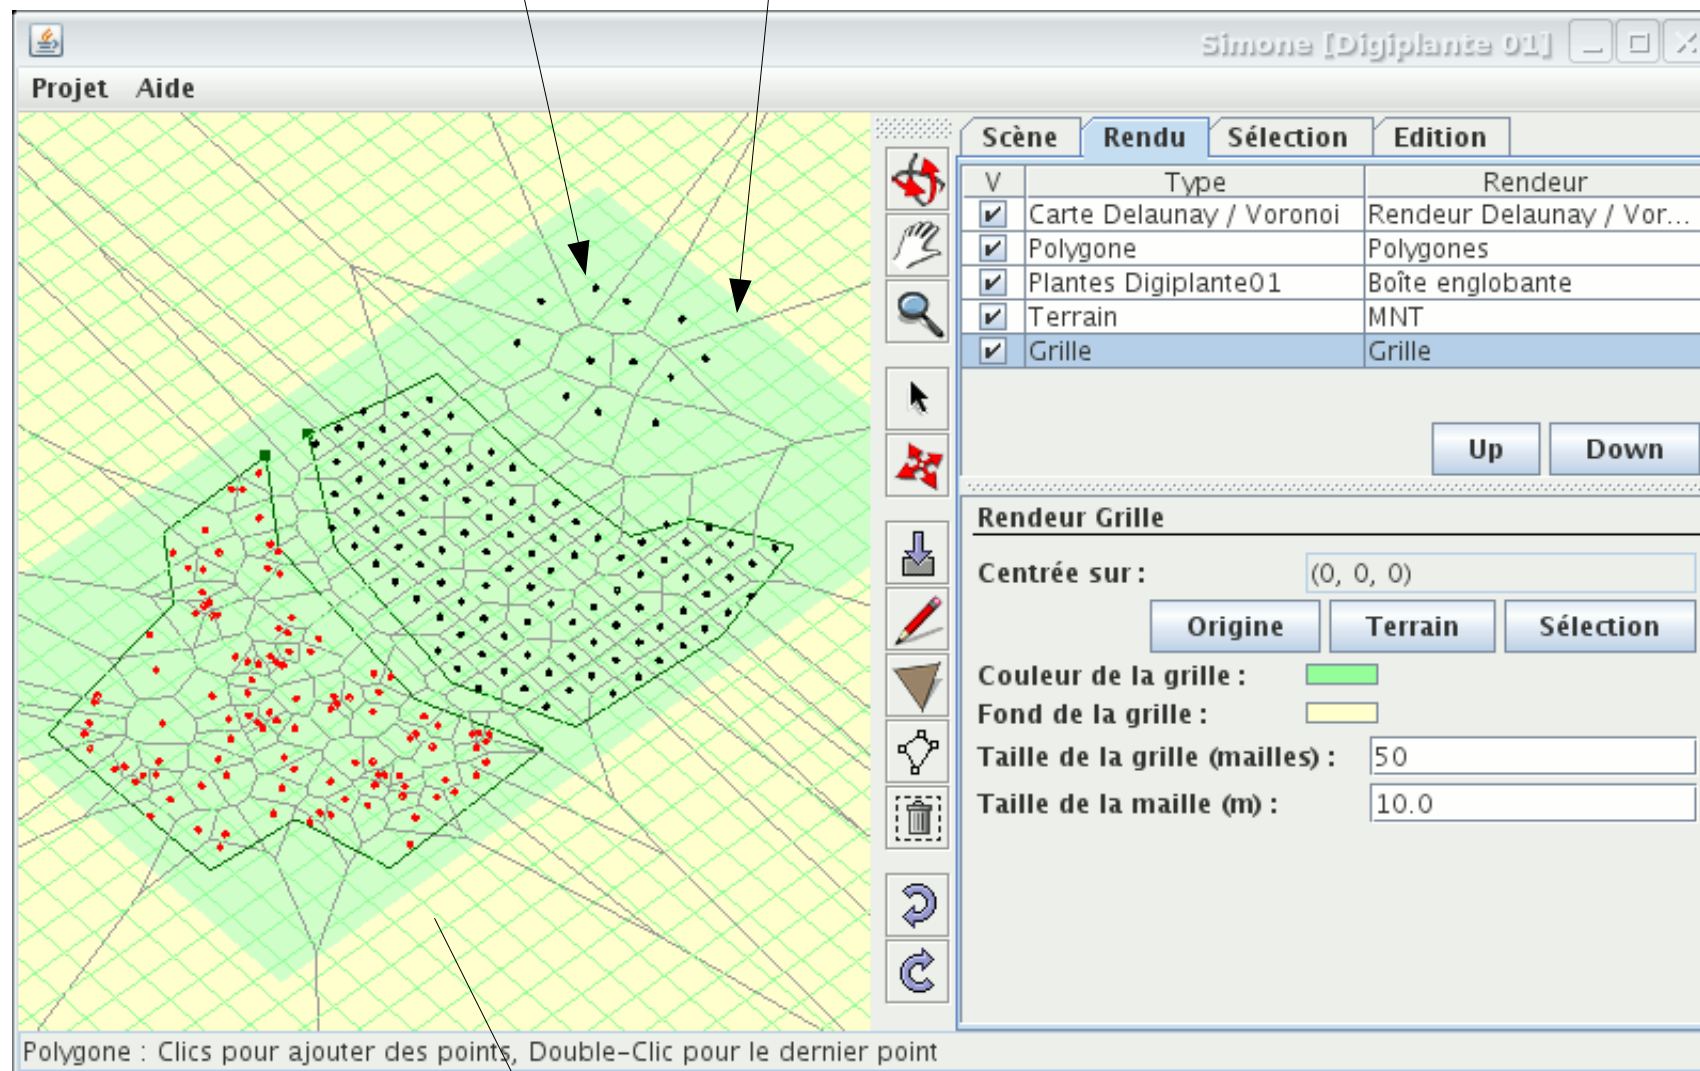 Simone [Digiplante 01]
Projet Aide
Scène Rendu Sélection Edition
V Type Rendeur
Carte Delaunay / Voronoi Rendeur Delaunay / Vor...
Polygone Polygones
Plantes Digiplante01 Boîte englobante
Terrain MNT
Grille Grille
Up Down
Rendeur Grille
Centrée sur : (0, 0, 0)
Origine Terrain Sélection
Couleur de la grille :
Fond de la grille :
Taille de la grille (mailles) : 50
Taille de la maille (m) : 10.0
Polygone : Clics pour ajouter des points, Double-Clic pour le dernier point